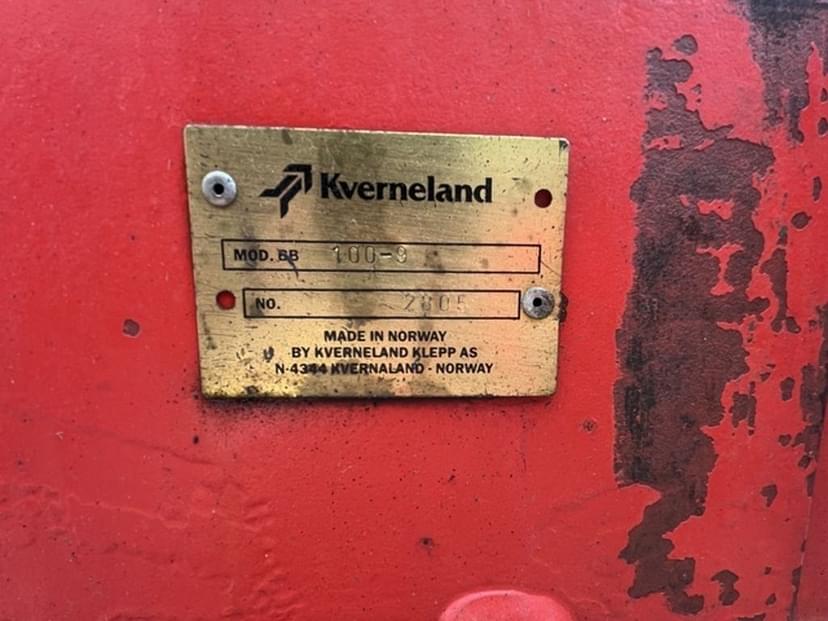 Kverneland
MOD. BB 100-9
NO. 2805
MADE IN NORWAY
BY KVERNELAND KLEPP AS
N-4344 KVERNALAND - NORWAY